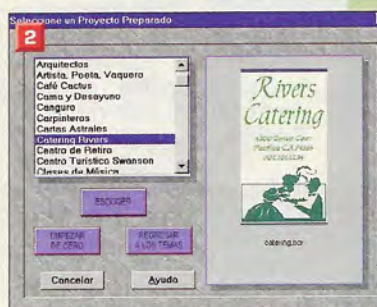 Seleccione un Proyecto Preparado
2
Arquitectos
Artista, Poeta, Vaquero
Café Cactus
Cama y Desayuno
Canguro
Carpinteros
Cartas Astrales
Catering Rivers
Centro de Retiro
Centro Turístico Swanson
Clases de Música
ESCOGER
EMPEZAR
DE CERO
REGRESAR
A LOS TEMAS
Cancelar
Ayuda
Rivers
Catering
catering.bcr